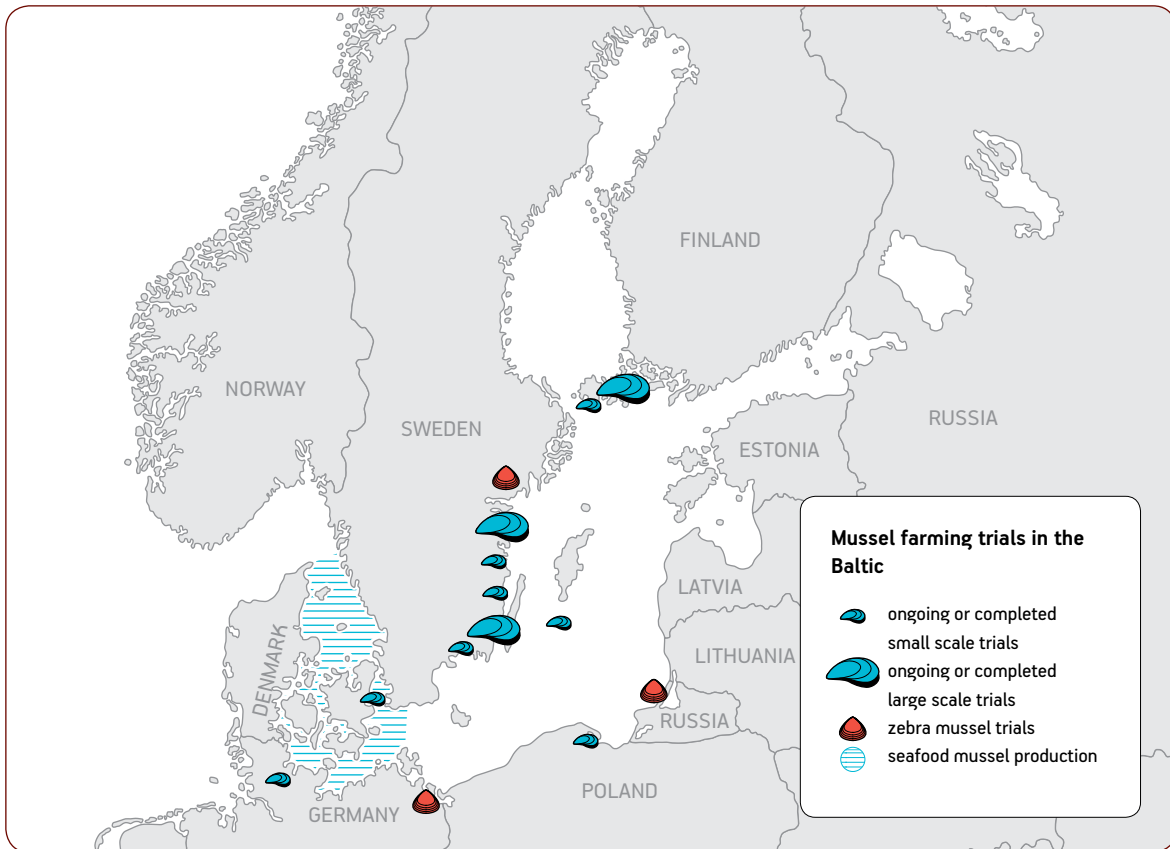 FINLAND
NORWAY
SWEDEN
RUSSIA
ESTONIA
LATVIA
LITHUANIA
DENMARK
RUSSIA
POLAND
GERMANY
Mussel farming trials in the
Baltic
ongoing or completed
small scale trials
ongoing or completed
large scale trials
zebra mussel trials
seafood mussel production